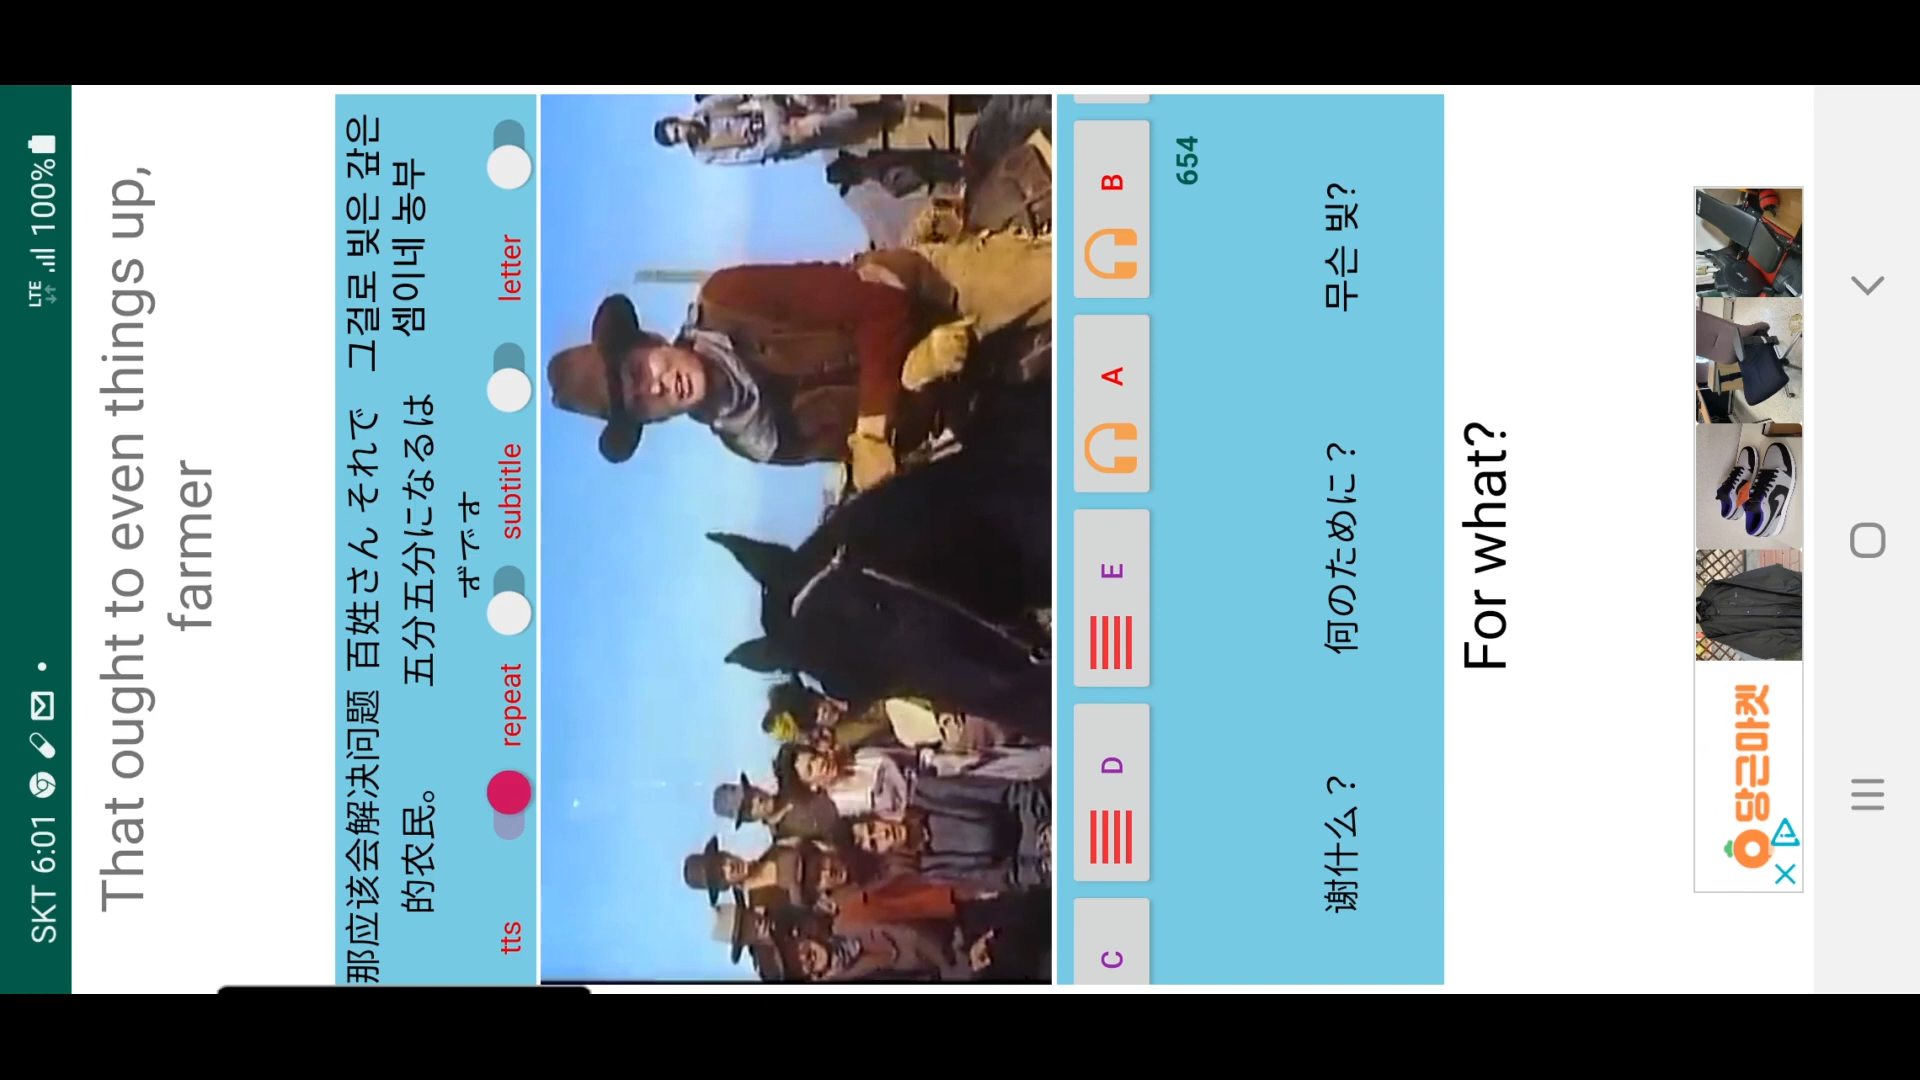 SKT 6:01
LTE
100%
That ought to even things up,
farmer
那应该会解决问题
的农民。
百姓さん それで
五分五分になるは
ずです
그걸로 빚은 갚은
셈이네 농부
tts
repeat
subtitle
letter
C
D
E
A
B
654
谢什么？
何のために？
무슨 빚?
For what?
당근마켓